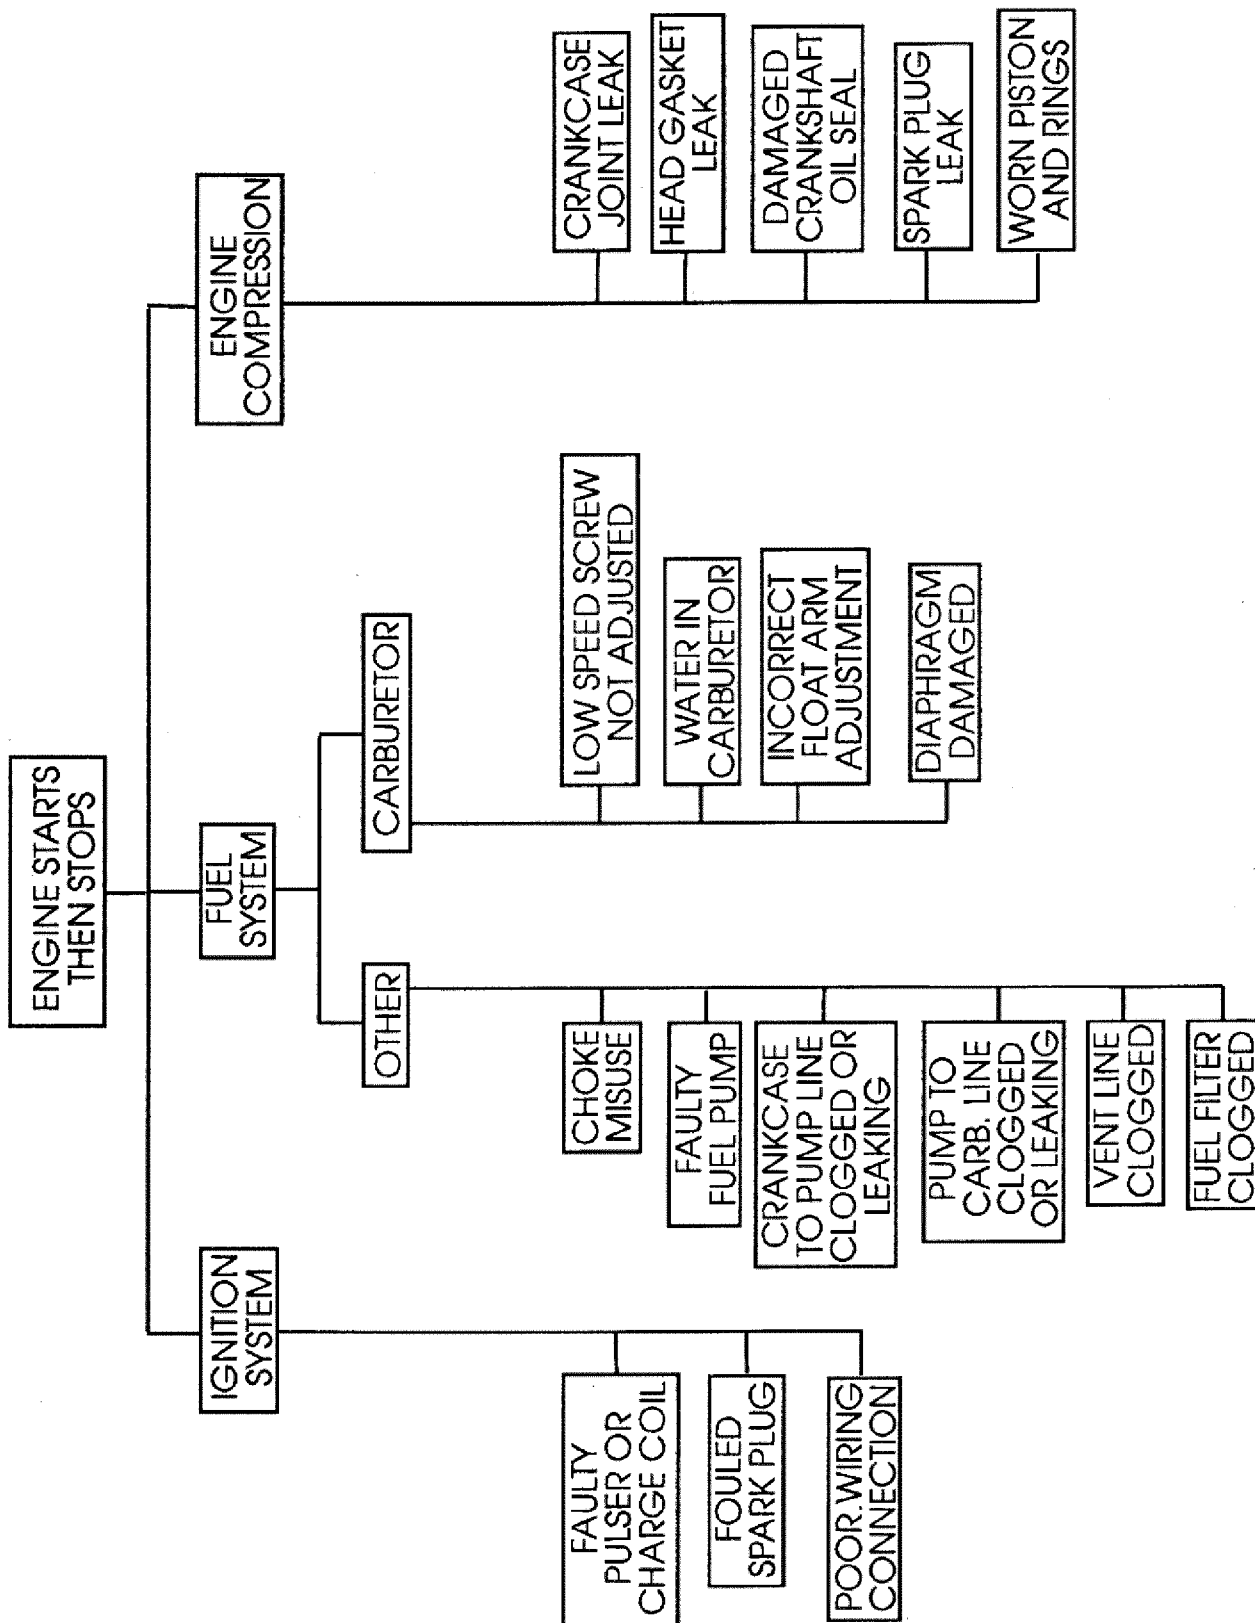 ENGINE STARTS
THEN STOPS
IGNITION
SYSTEM
FAULTY
PULSER OR
CHARGE COIL
FOULED
SPARK PLUG
POOR.WIRING
CONNECTION
FUEL
SYSTEM
OTHER
CHOKE
MISUSE
FAULTY
FUEL PUMP
CRANKCASE
TO PUMP LINE
CLOGGED OR
LEAKING
PUMP TO
CARB. LINE
CLOGGED
OR LEAKING
VENT LINE
CLOGGED
FUEL FILTER
CLOGGED
CARBURETOR
LOW SPEED SCREW
NOT ADJUSTED
WATER IN
CARBURETOR
INCORRECT
FLOAT ARM
ADJUSTMENT
DIAPHRAGM
DAMAGED
ENGINE
COMPRESSION
CRANKCASE
JOINT LEAK
HEAD GASKET
LEAK
DAMAGED
CRANKSHAFT
OIL SEAL
SPARK PLUG
LEAK
WORN PISTON
AND RINGS